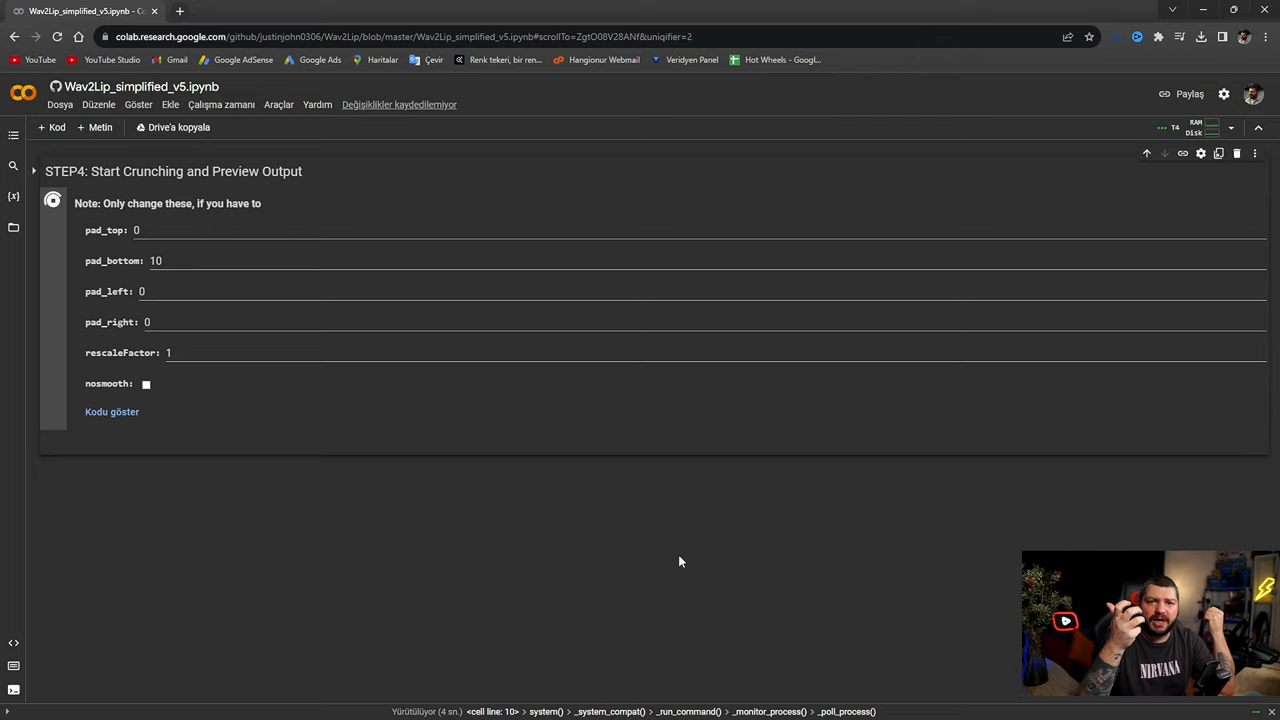 Wav2Lip_simplified_v5.ipynb - Co
colab.research.google.com/github/justinjohn0306/Wav2Lip/blob/master/Wav2Lip_simplified_v5.ipynb#scrollTo=ZgtO08V28ANf&uniqifier=2
YouTube YouTube Studio Gmail Google AdSense Google Ads Haritalar Çevir Renk tekeri, bir ren... Hangionur Webmail Veridyen Panel Hot Wheels - Googl...
Wav2Lip_simplified_v5.ipynb
Paylaş
Dosya Düzenle Göster Ekle Çalışma zamanı Araçlar Yardım Değişiklikler kaydedilemiyor
+ Kod + Metin Drive'a kopyala T4 RAM Disk
STEP4: Start Crunching and Preview Output
Note: Only change these, if you have to
pad_top: 0
pad_bottom: 10
pad_left: 0
pad_right: 0
rescaleFactor: 1
nosmooth:
Kodu göster
NIRVANA
Yürütülüyor (4 sn.) <cell line: 10> > system() > _system_compat() > _run_command() > _monitor_process() > _poll_process()